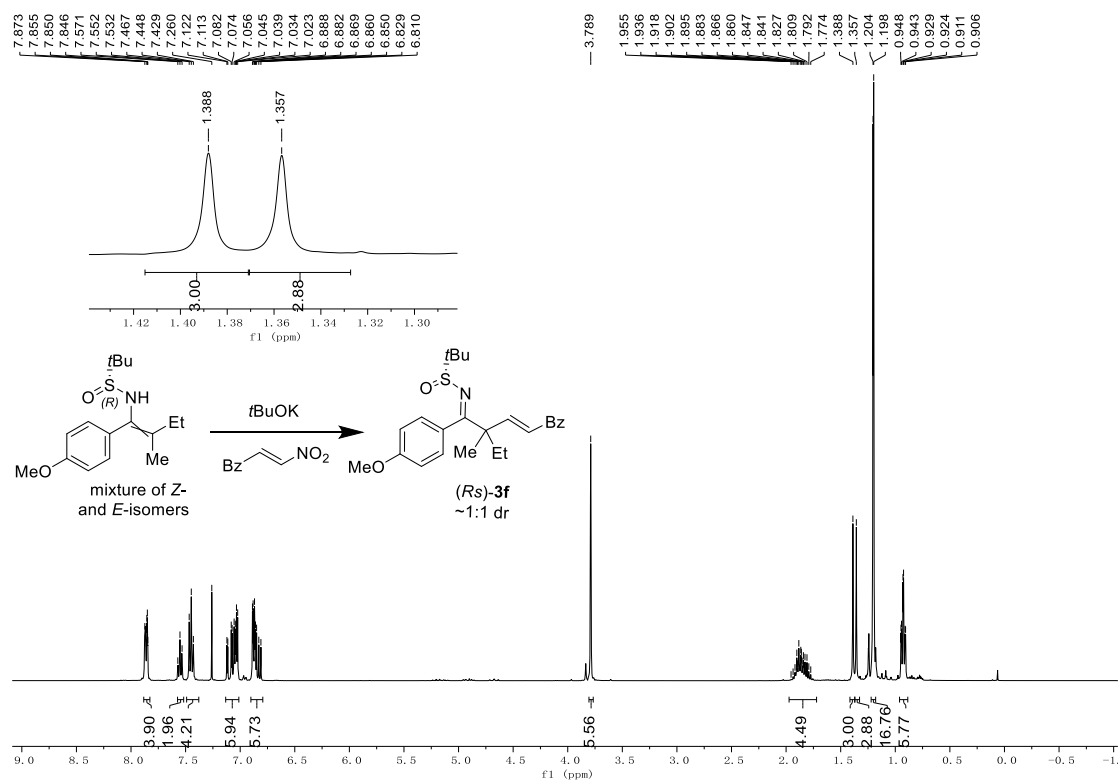 7.873 7.855 7.850 7.846 7.571 7.552 7.532 7.467 7.448 7.429 7.260 7.122 7.113 7.082 7.074 7.056 7.045 7.039 7.034 7.023 6.888 6.882 6.869 6.860 6.850 6.829 6.810
3.789
1.955 1.936 1.918 1.902 1.895 1.883 1.866 1.860 1.847 1.841 1.827 1.809 1.792 1.774 1.388 1.357 1.204 1.198 0.948 0.943 0.929 0.924 0.911 0.906
1.388 1.357
3.00 2.88
1.42 1.40 1.38 1.36 1.34 1.32 1.30
f1 (ppm)
tBu
O S NH
(R)
Et
Me
MeO
mixture of Z-
and E-isomers
tBuOK
Bz NO2
tBu
O S N
Bz
Me Et
MeO
(Rs)-3f
~1:1 dr
3.90 1.96 4.21 5.94 5.73 5.56 4.49 3.00 2.88 16.76 5.77
9.0 8.5 8.0 7.5 7.0 6.5 6.0 5.5 5.0 4.5 4.0 3.5 3.0 2.5 2.0 1.5 1.0 0.5 0.0 -0.5 -1.
f1 (ppm)